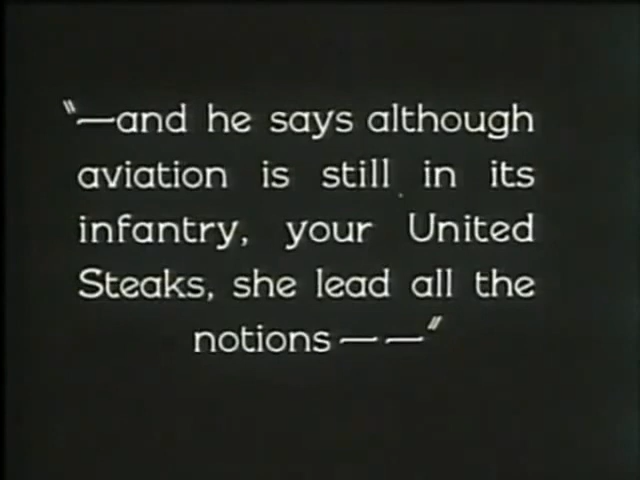 "—and he says although
aviation is still in its
infantry, your United
Steaks, she lead all the
notions — —"